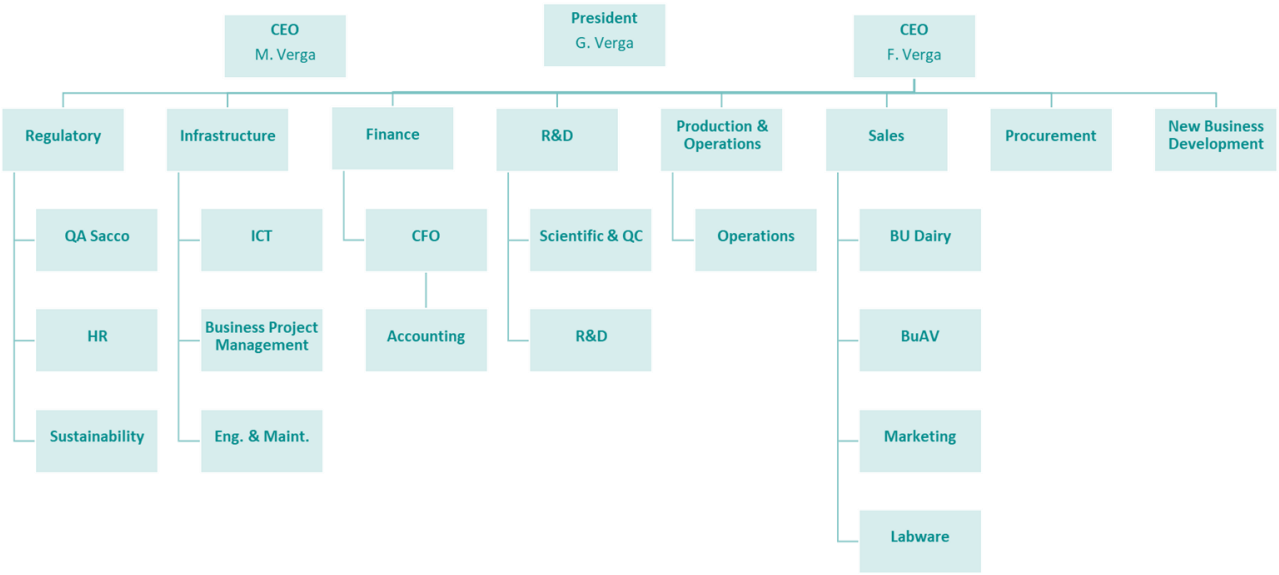 CEO
M. Verga
President
G. Verga
CEO
F. Verga
Regulatory
Infrastructure
Finance
R&D
Production &
Operations
Sales
Procurement
New Business
Development
QA Sacco
ICT
CFO
Scientific & QC
Operations
BU Dairy
HR
Business Project
Management
Accounting
R&D
BuAV
Sustainability
Eng. & Maint.
Marketing
Labware